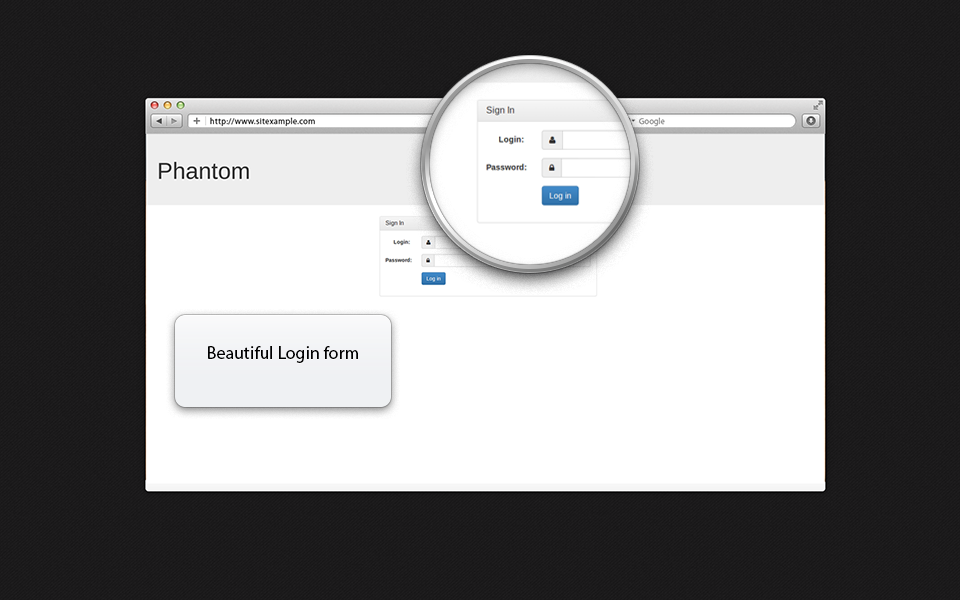 http://www.sitexample.com
Google
Phantom
Sign In
Login:
Password:
Log in
Sign In
Login:
Password:
Log in
Beautiful Login form